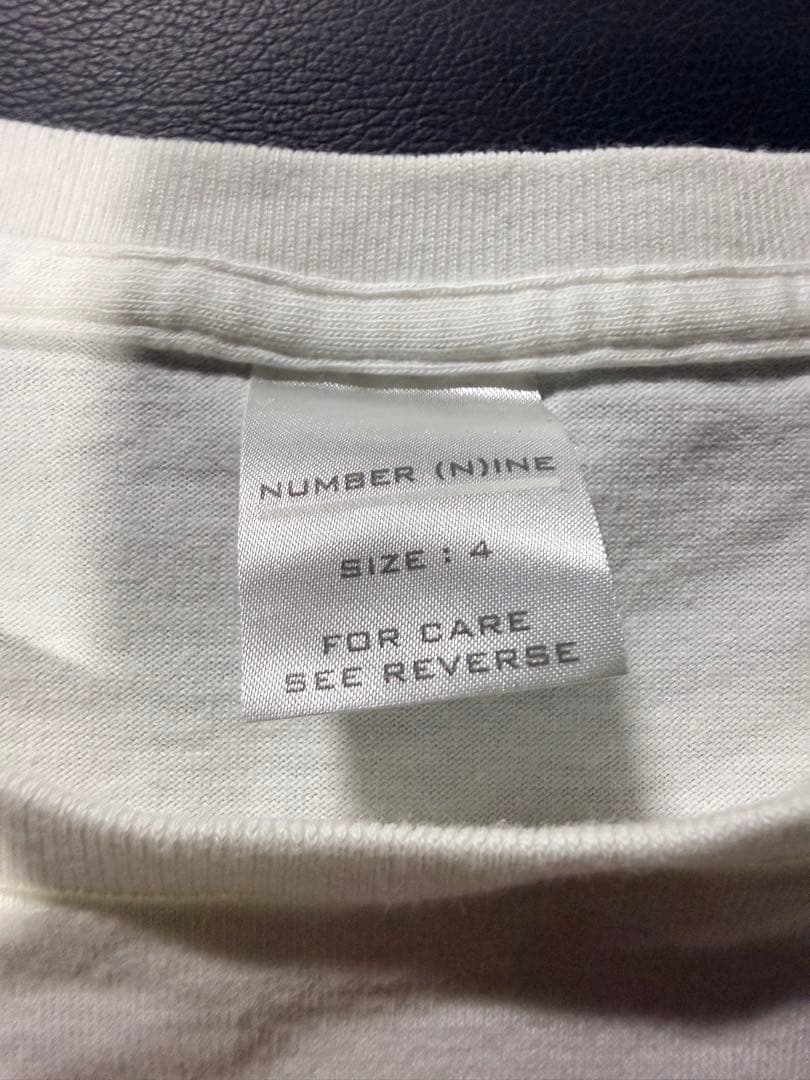 NUMBER (N)INE
SIZE : 4
FOR CARE
SEE REVERSE